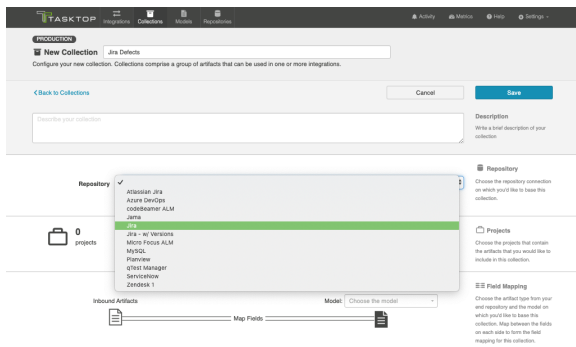 TASKTOP
Integrations
Collections
Models
Repositories
Activity
Metrics
Help
Settings
PRODUCTION
New Collection
Jira Defects
Configure your new collection. Collections comprise a group of artifacts that can be used in one or more integrations.
Back to Collections
Cancel
Save
Describe your collection
Description
Write a brief description of your
collection
Repository
Atlassian Jira
Azure DevOps
codeBeamer ALM
Jama
Jira
Jira - w/ Versions
Micro Focus ALM
MySQL
Planview
qTest Manager
ServiceNow
Zendesk 1
Repository
Choose the repository connection
on which you'd like to base this
collection.
0
projects
Projects
Choose the projects that contain
the artifacts that you would like to
include in this collection.
Inbound Artifacts
Model:
Choose the model
Map Fields
Field Mapping
Choose the artifact type from your
end repository and the model on
which you'd like to base this
collection. Map between the fields
on each side to form the field
mapping for this collection.